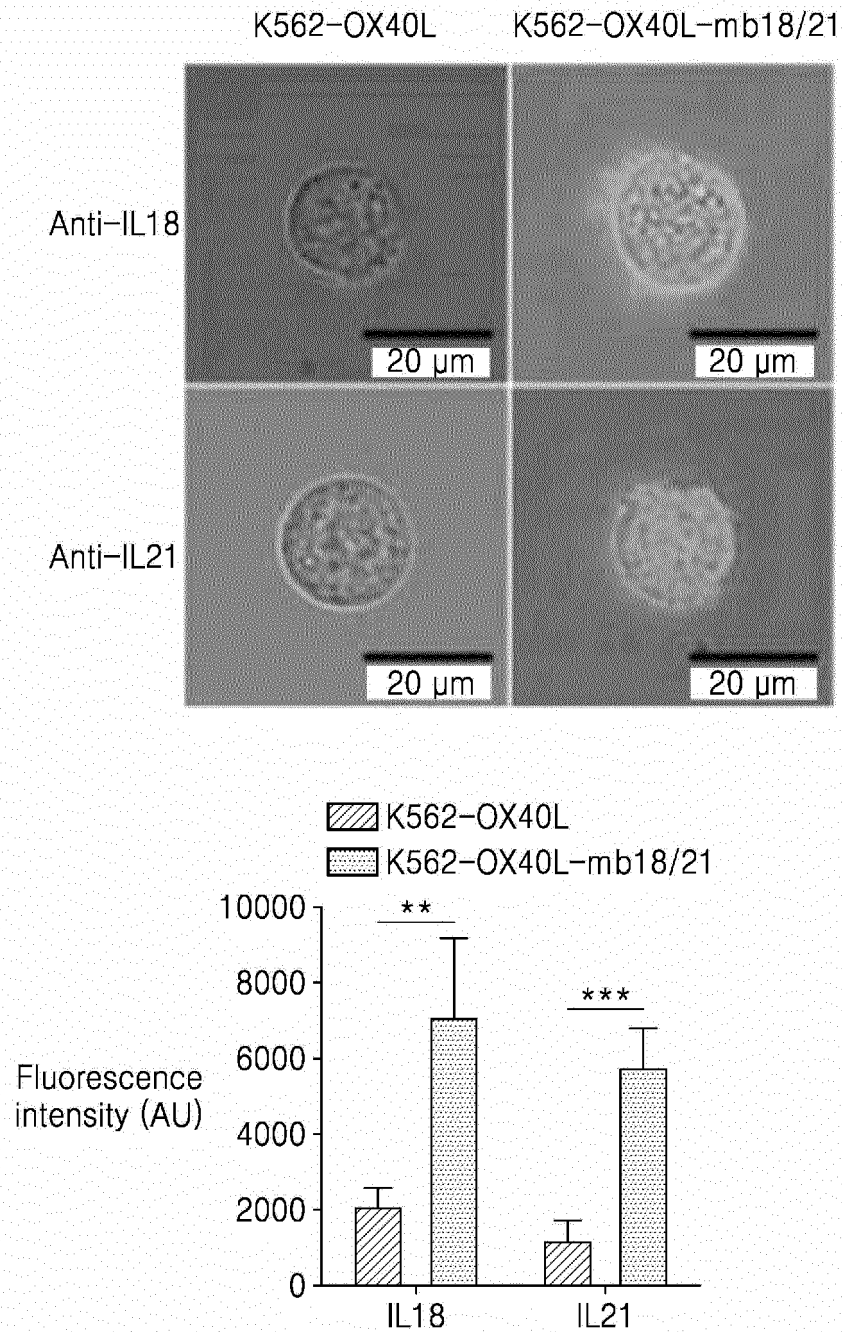 K562-OX40L K562-OX40L-mb18/21
Anti-IL18
20 μm 20 μm
Anti-IL21
20 μm 20 μm
K562-OX40L
K562-OX40L-mb18/21
10000
**
8000
***
6000
Fluorescence
intensity (AU)
4000
2000
0
IL18 IL21